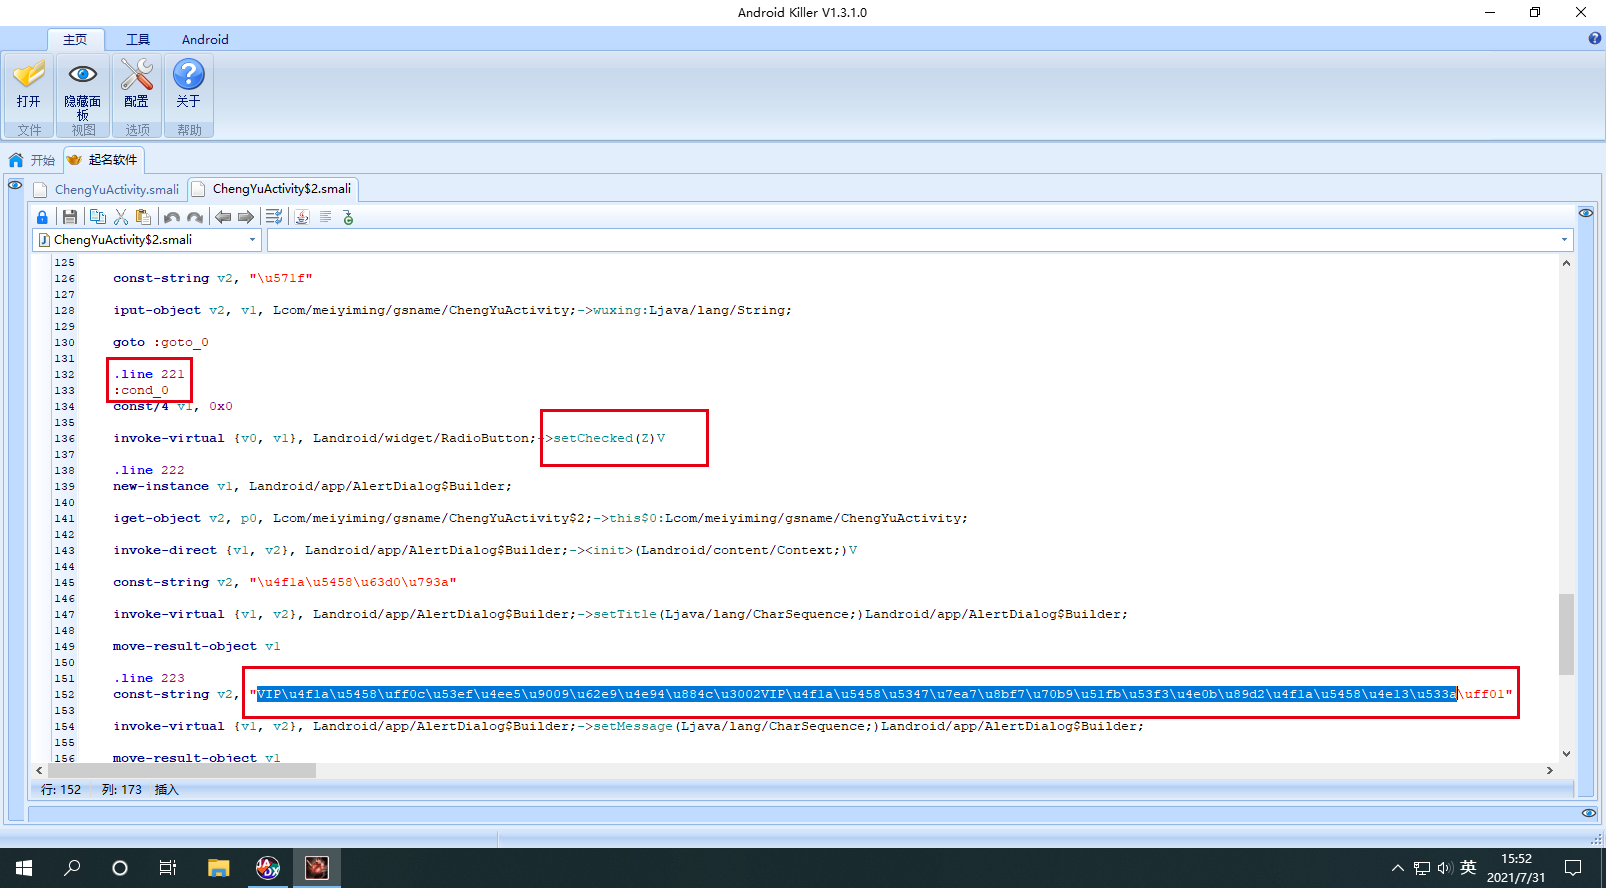 Android Killer V1.3.1.0
主页 工具 Android
打开 隐藏面板 配置 关于
文件 视图 选项 帮助
开始 起名软件
ChengYuActivity.smali ChengYuActivity$2.smali
ChengYuActivity$2.smali
125
126 const-string v2, "\u571f"
127
128 iput-object v2, v1, Lcom/meiyiming/gsname/ChengYuActivity;->wuxing:Ljava/lang/String;
129
130 goto :goto_0
131
132 .line 221
133 :cond_0
134 const/4 v1, 0x0
135
136 invoke-virtual {v0, v1}, Landroid/widget/RadioButton;->setChecked(Z)V
137
138 .line 222
139 new-instance v1, Landroid/app/AlertDialog$Builder;
140
141 iget-object v2, p0, Lcom/meiyiming/gsname/ChengYuActivity$2;->this$0:Lcom/meiyiming/gsname/ChengYuActivity;
142
143 invoke-direct {v1, v2}, Landroid/app/AlertDialog$Builder;-><init>(Landroid/content/Context;)V
144
145 const-string v2, "\u4f1a\u5458\u63d0\u793a"
146
147 invoke-virtual {v1, v2}, Landroid/app/AlertDialog$Builder;->setTitle(Ljava/lang/CharSequence;)Landroid/app/AlertDialog$Builder;
148
149 move-result-object v1
150
151 .line 223
152 const-string v2, "VIP\u4f1a\u5458\uff0c\u53ef\u4ee5\u9009\u62e9\u4e94\u884c\u3002VIP\u4f1a\u5458\u5347\u7ea7\u8bf7\u70b9\u51fb\u53f3\u4e0b\u89d2\u4f1a\u5458\u4e13\u533a\uff01"
153
154 invoke-virtual {v1, v2}, Landroid/app/AlertDialog$Builder;->setMessage(Ljava/lang/CharSequence;)Landroid/app/AlertDialog$Builder;
155
156 move-result-object v1
行: 152 列: 173 插入
英
15:52
2021/7/31